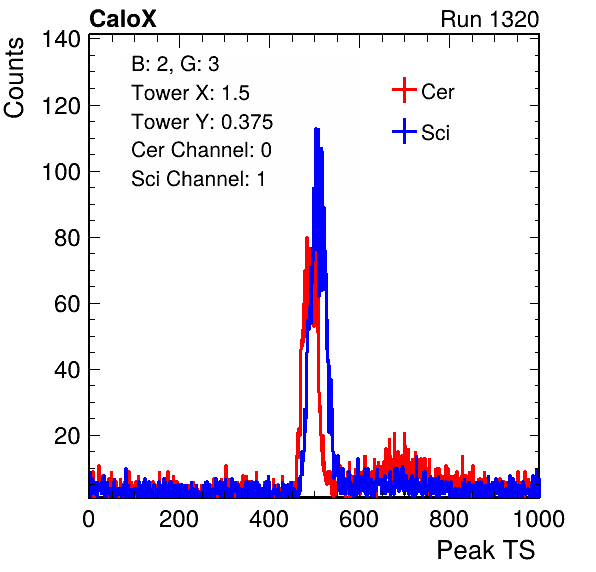 CaloX Run 1320
Counts
140
120
100
80
60
40
20
B: 2, G: 3
Tower X: 1.5
Tower Y: 0.375
Cer Channel: 0
Sci Channel: 1
Cer
Sci
0 200 400 600 800 1000
Peak TS